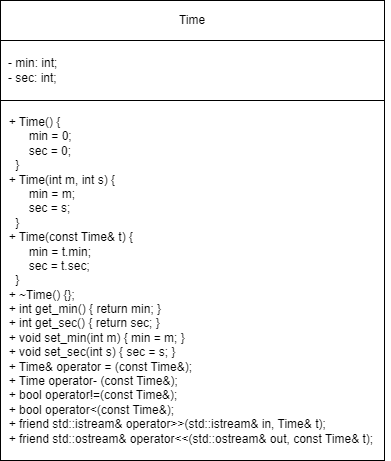 Time
- min: int;
- sec: int;
+ Time() {
min = 0;
sec = 0;
}
+ Time(int m, int s) {
min = m;
sec = s;
}
+ Time(const Time& t) {
min = t.min;
sec = t.sec;
}
+ ~Time() {};
+ int get_min() { return min; }
+ int get_sec() { return sec; }
+ void set_min(int m) { min = m; }
+ void set_sec(int s) { sec = s; }
+ Time& operator = (const Time&);
+ Time operator- (const Time&);
+ bool operator!=(const Time&);
+ bool operator<(const Time&);
+ friend std::istream& operator>>(std::istream& in, Time& t);
+ friend std::ostream& operator<<(std::ostream& out, const Time& t);